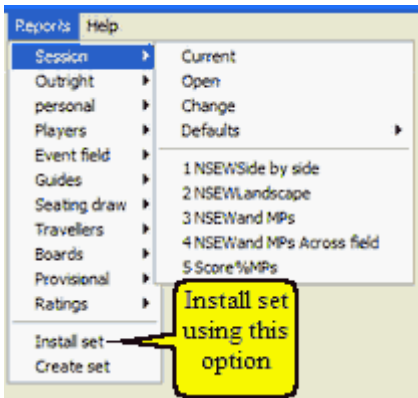 Reports Help
Session
Outright
personal
Players
Event field
Guides
Seating draw
Travellers
Boards
Provisional
Ratings
Install set
Create set
Current
Open
Change
Defaults
1 NSEWSide by side
2 NSEWLandscape
3 NSEWand MPs
4 NSEWand MPs Across field
5 Score%MPs
Install set
using this
option